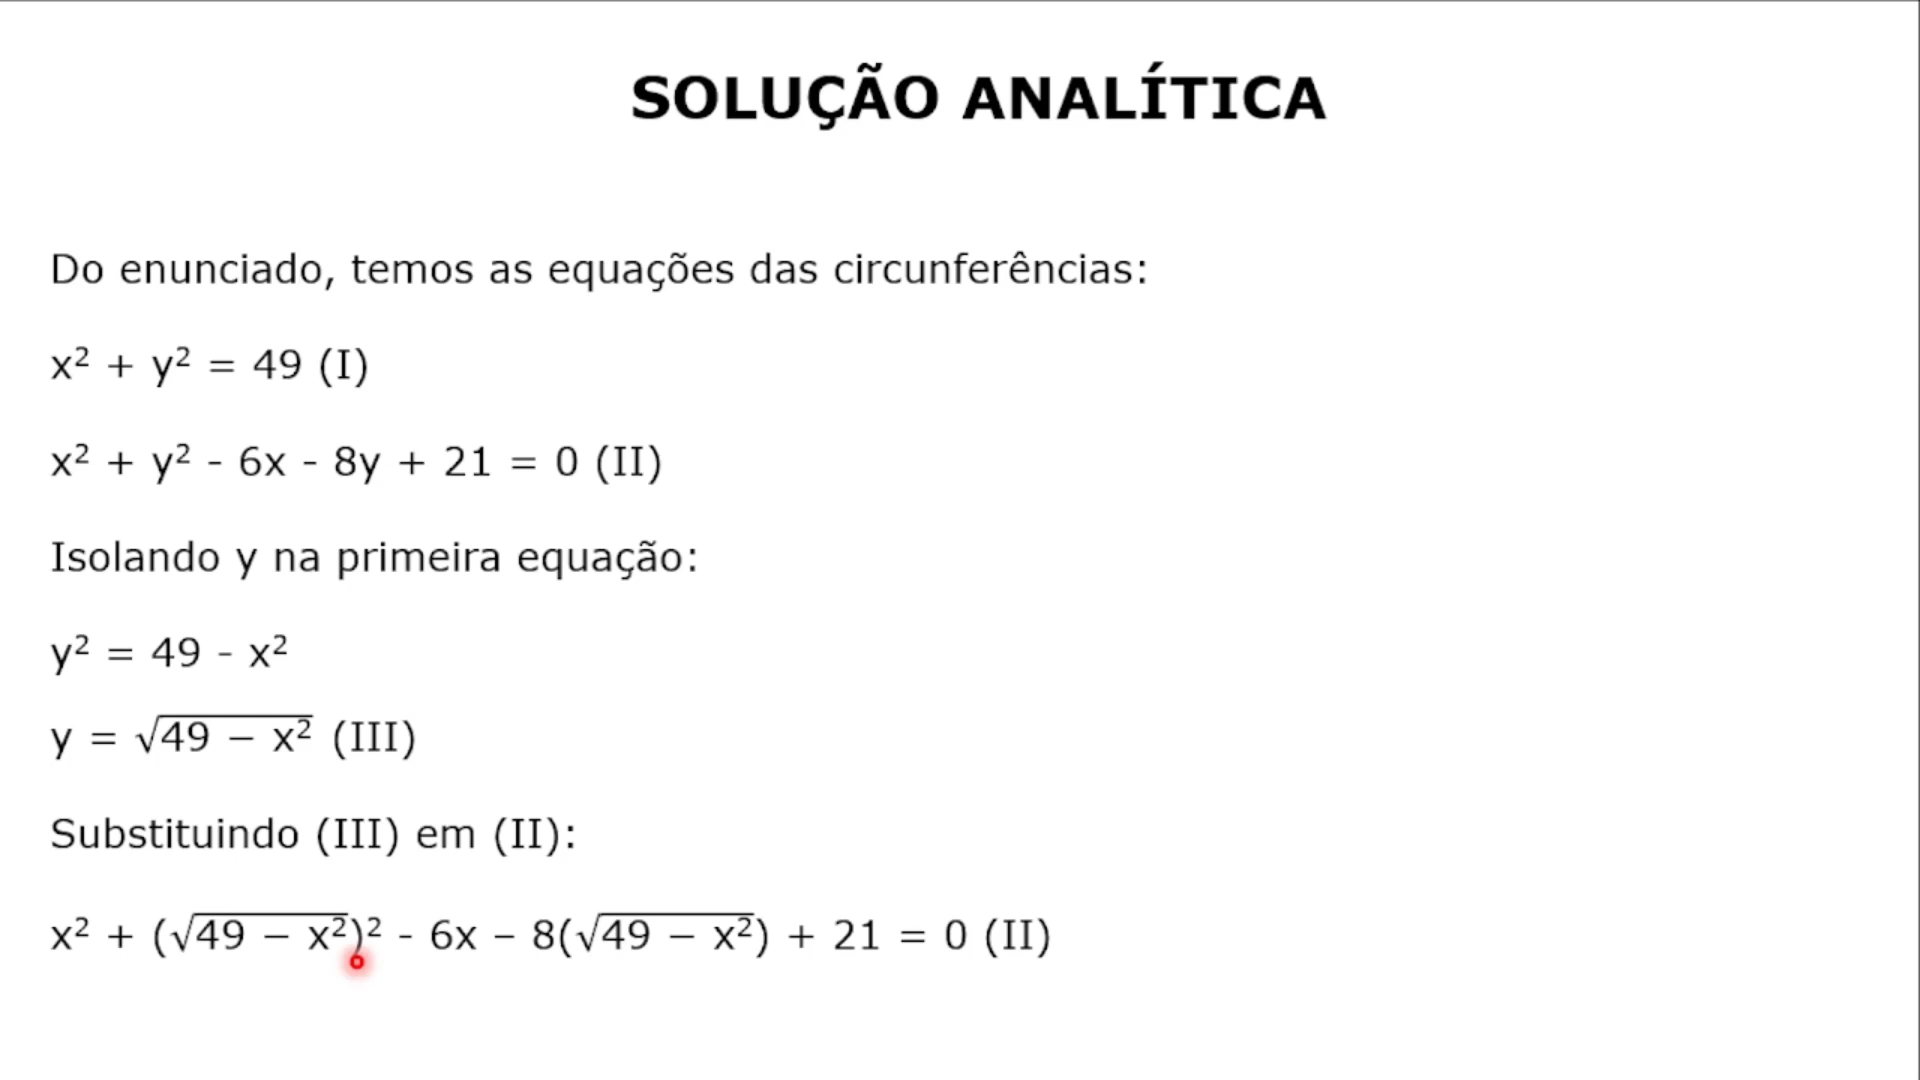 SOLUÇÃO ANALÍTICA
Do enunciado, temos as equações das circunferências:
x² + y² = 49 (I)
x² + y² - 6x - 8y + 21 = 0 (II)
Isolando y na primeira equação:
y² = 49 - x²
y = √49 − x² (III)
Substituindo (III) em (II):
x² + (√49 − x²)² - 6x – 8(√49 − x²) + 21 = 0 (II)